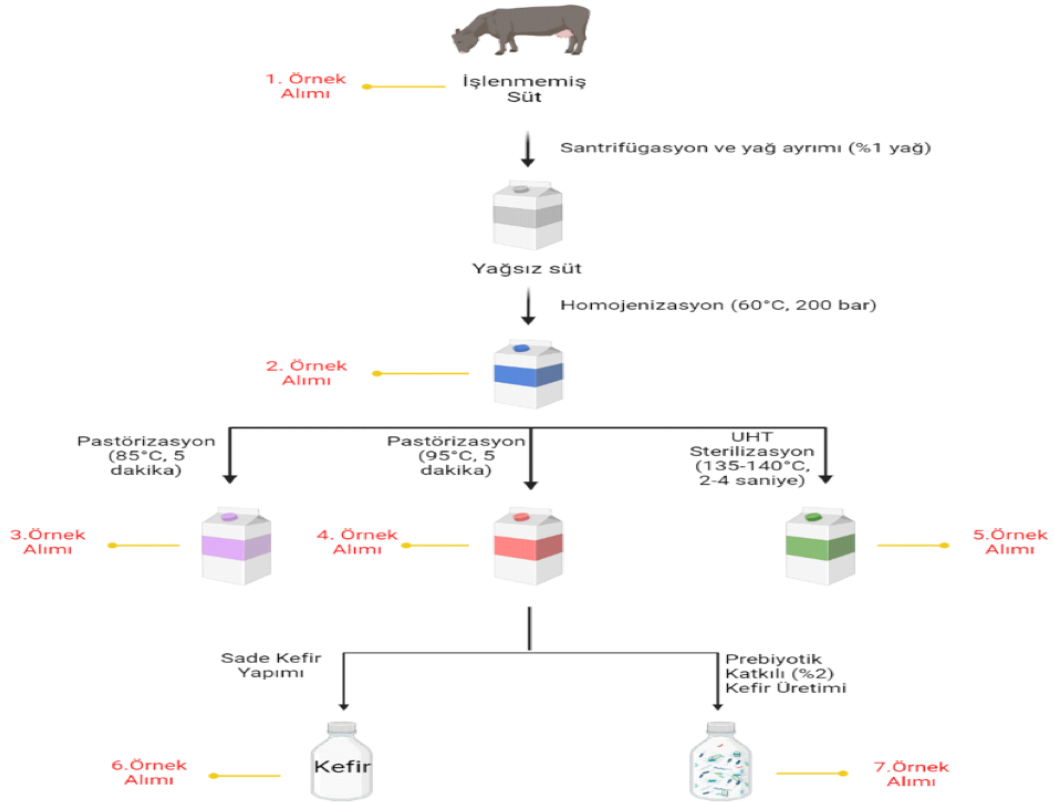 1. Örnek
Alımı
İşlenmemiş
Süt
Santrifügasyon ve yağ ayrımı (%1 yağ)
Yağsız süt
Homojenizasyon (60°C, 200 bar)
2. Örnek
Alımı
Pastörizasyon
(85°C, 5
dakika)
Pastörizasyon
(95°C, 5
dakika)
UHT
Sterilizasyon
(135-140°C,
2-4 saniye)
3.Örnek
Alımı
4. Örnek
Alımı
5.Örnek
Alımı
Sade Kefir
Yapımı
Prebiyotik
Katkılı (%2)
Kefir Üretimi
6.Örnek
Alımı
Kefir
7.Örnek
Alımı